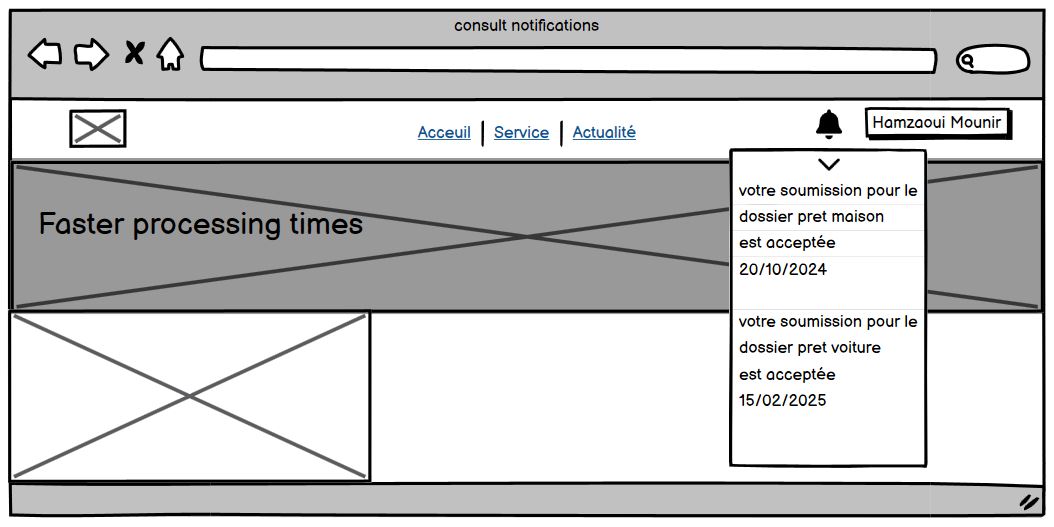 consult notifications
Acceuil | Service | Actualité
Hamzaoui Mounir
Faster processing times
votre soumission pour le
dossier pret maison
est acceptée
20/10/2024
votre soumission pour le
dossier pret voiture
est acceptée
15/02/2025